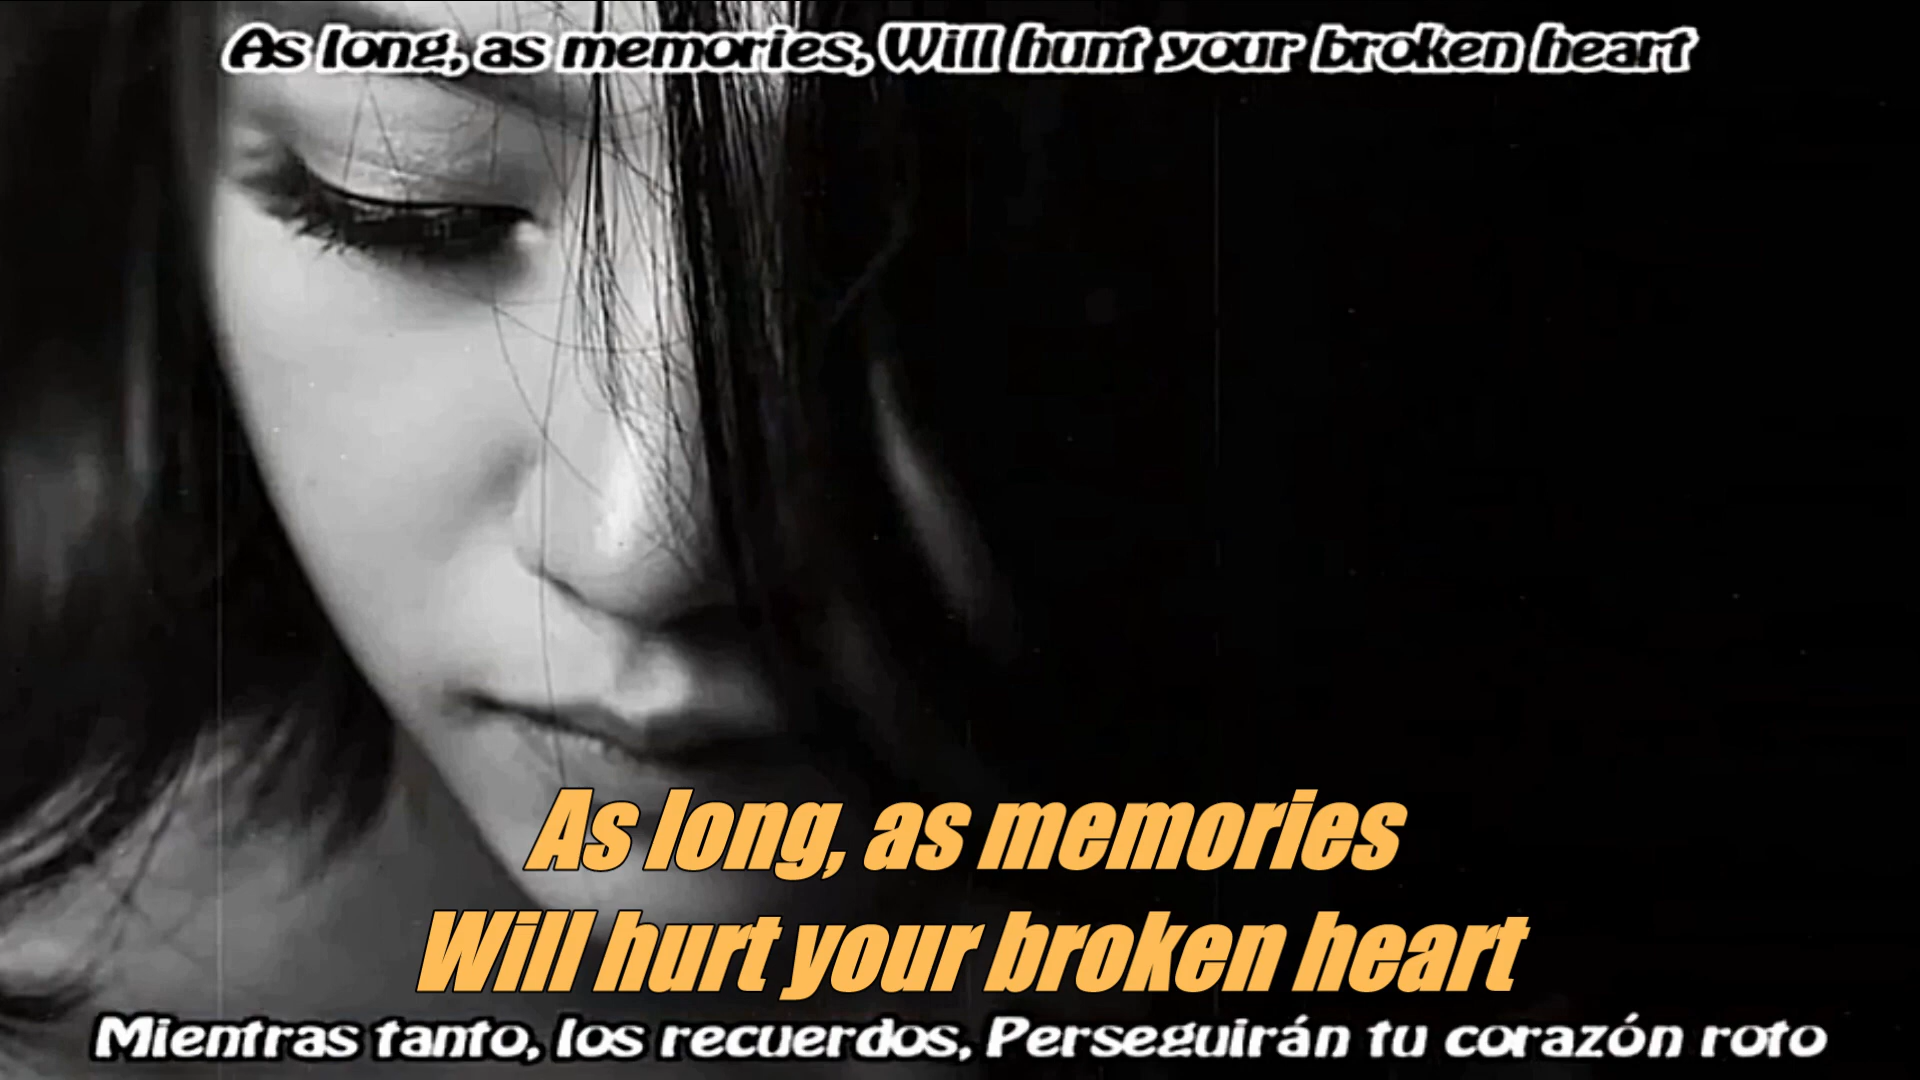 As long, as memories, Will hunt your broken heart
As long, as memories
Will hurt your broken heart
Mientras tanto, los recuerdos, Perseguirán tu corazón roto